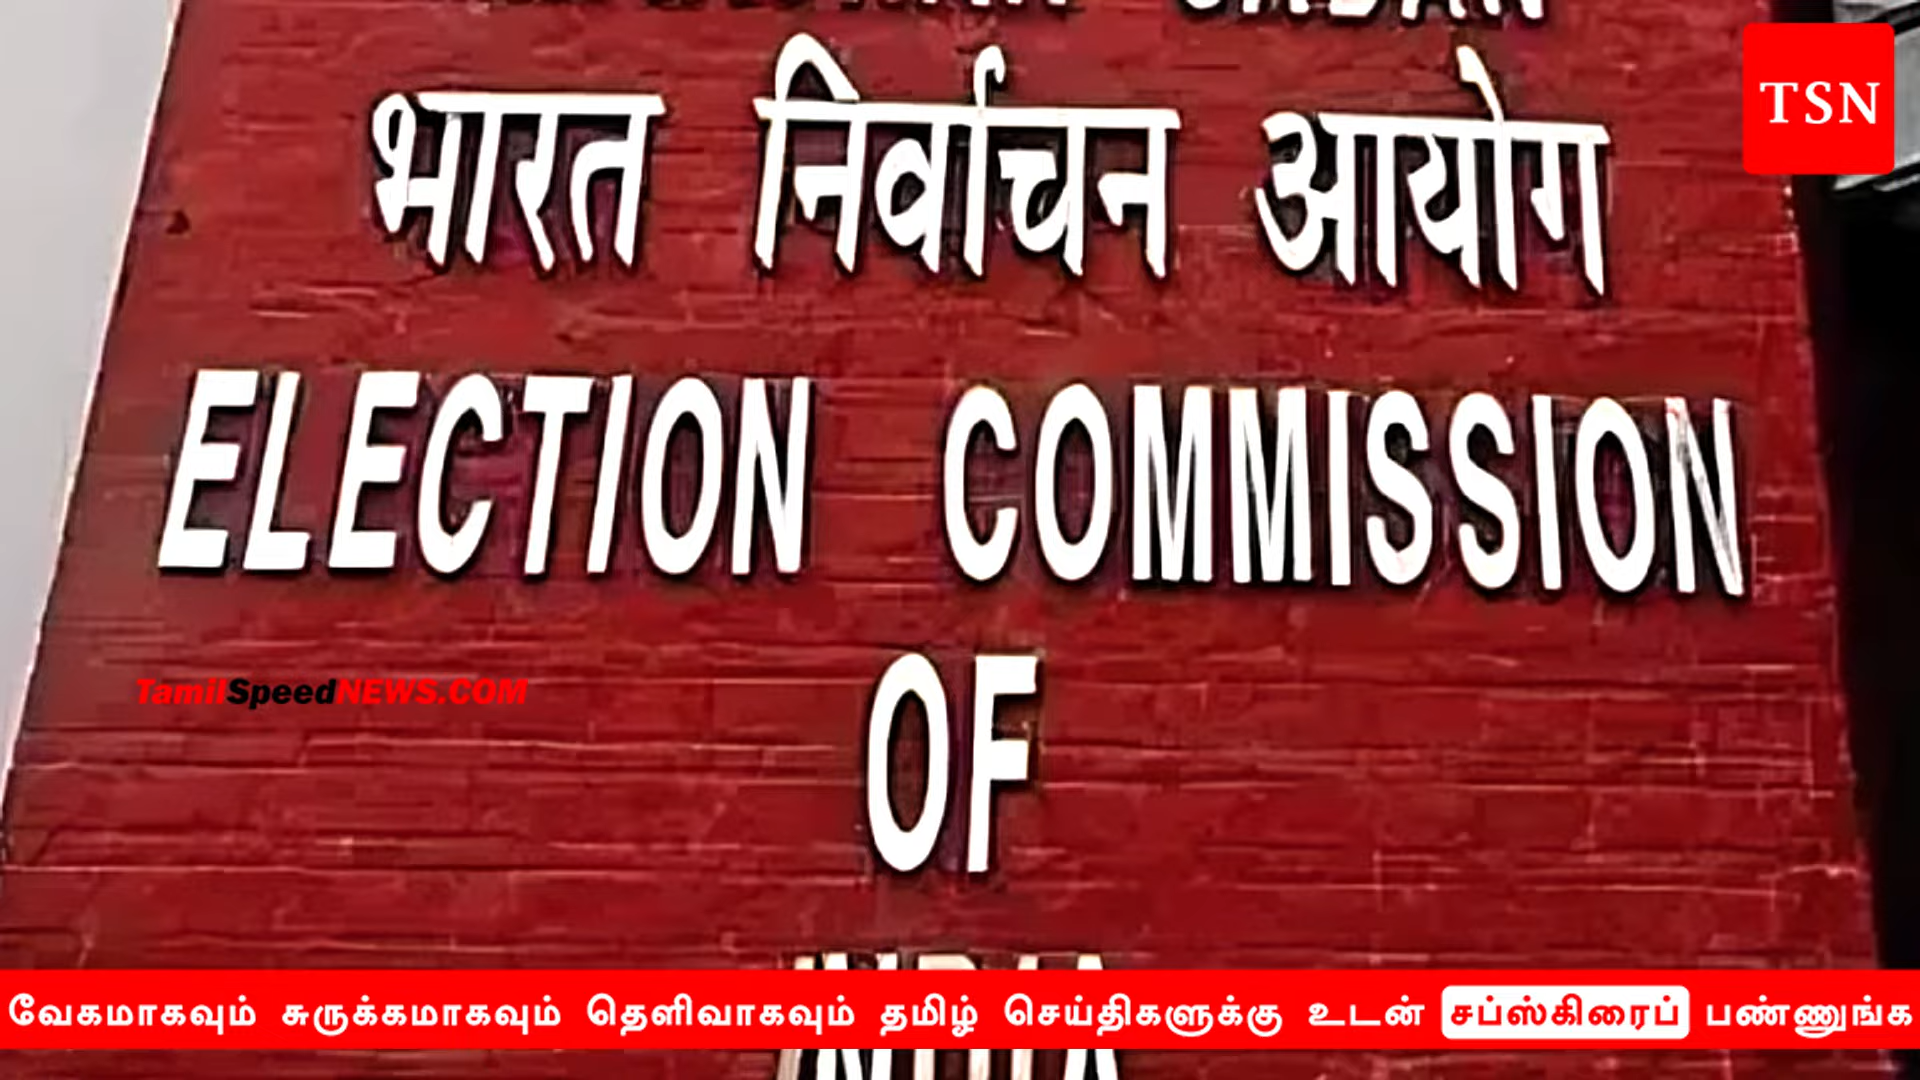 TSN
भारत निर्वाचन आयोग
ELECTION COMMISSION
OF
TamilSpeedNEWS.COM
INDIA
வேகமாகவும் சுருக்கமாகவும் தெளிவாகவும் தமிழ் செய்திகளுக்கு உடன் சப்ஸ்கிரைப் பண்ணுங்க